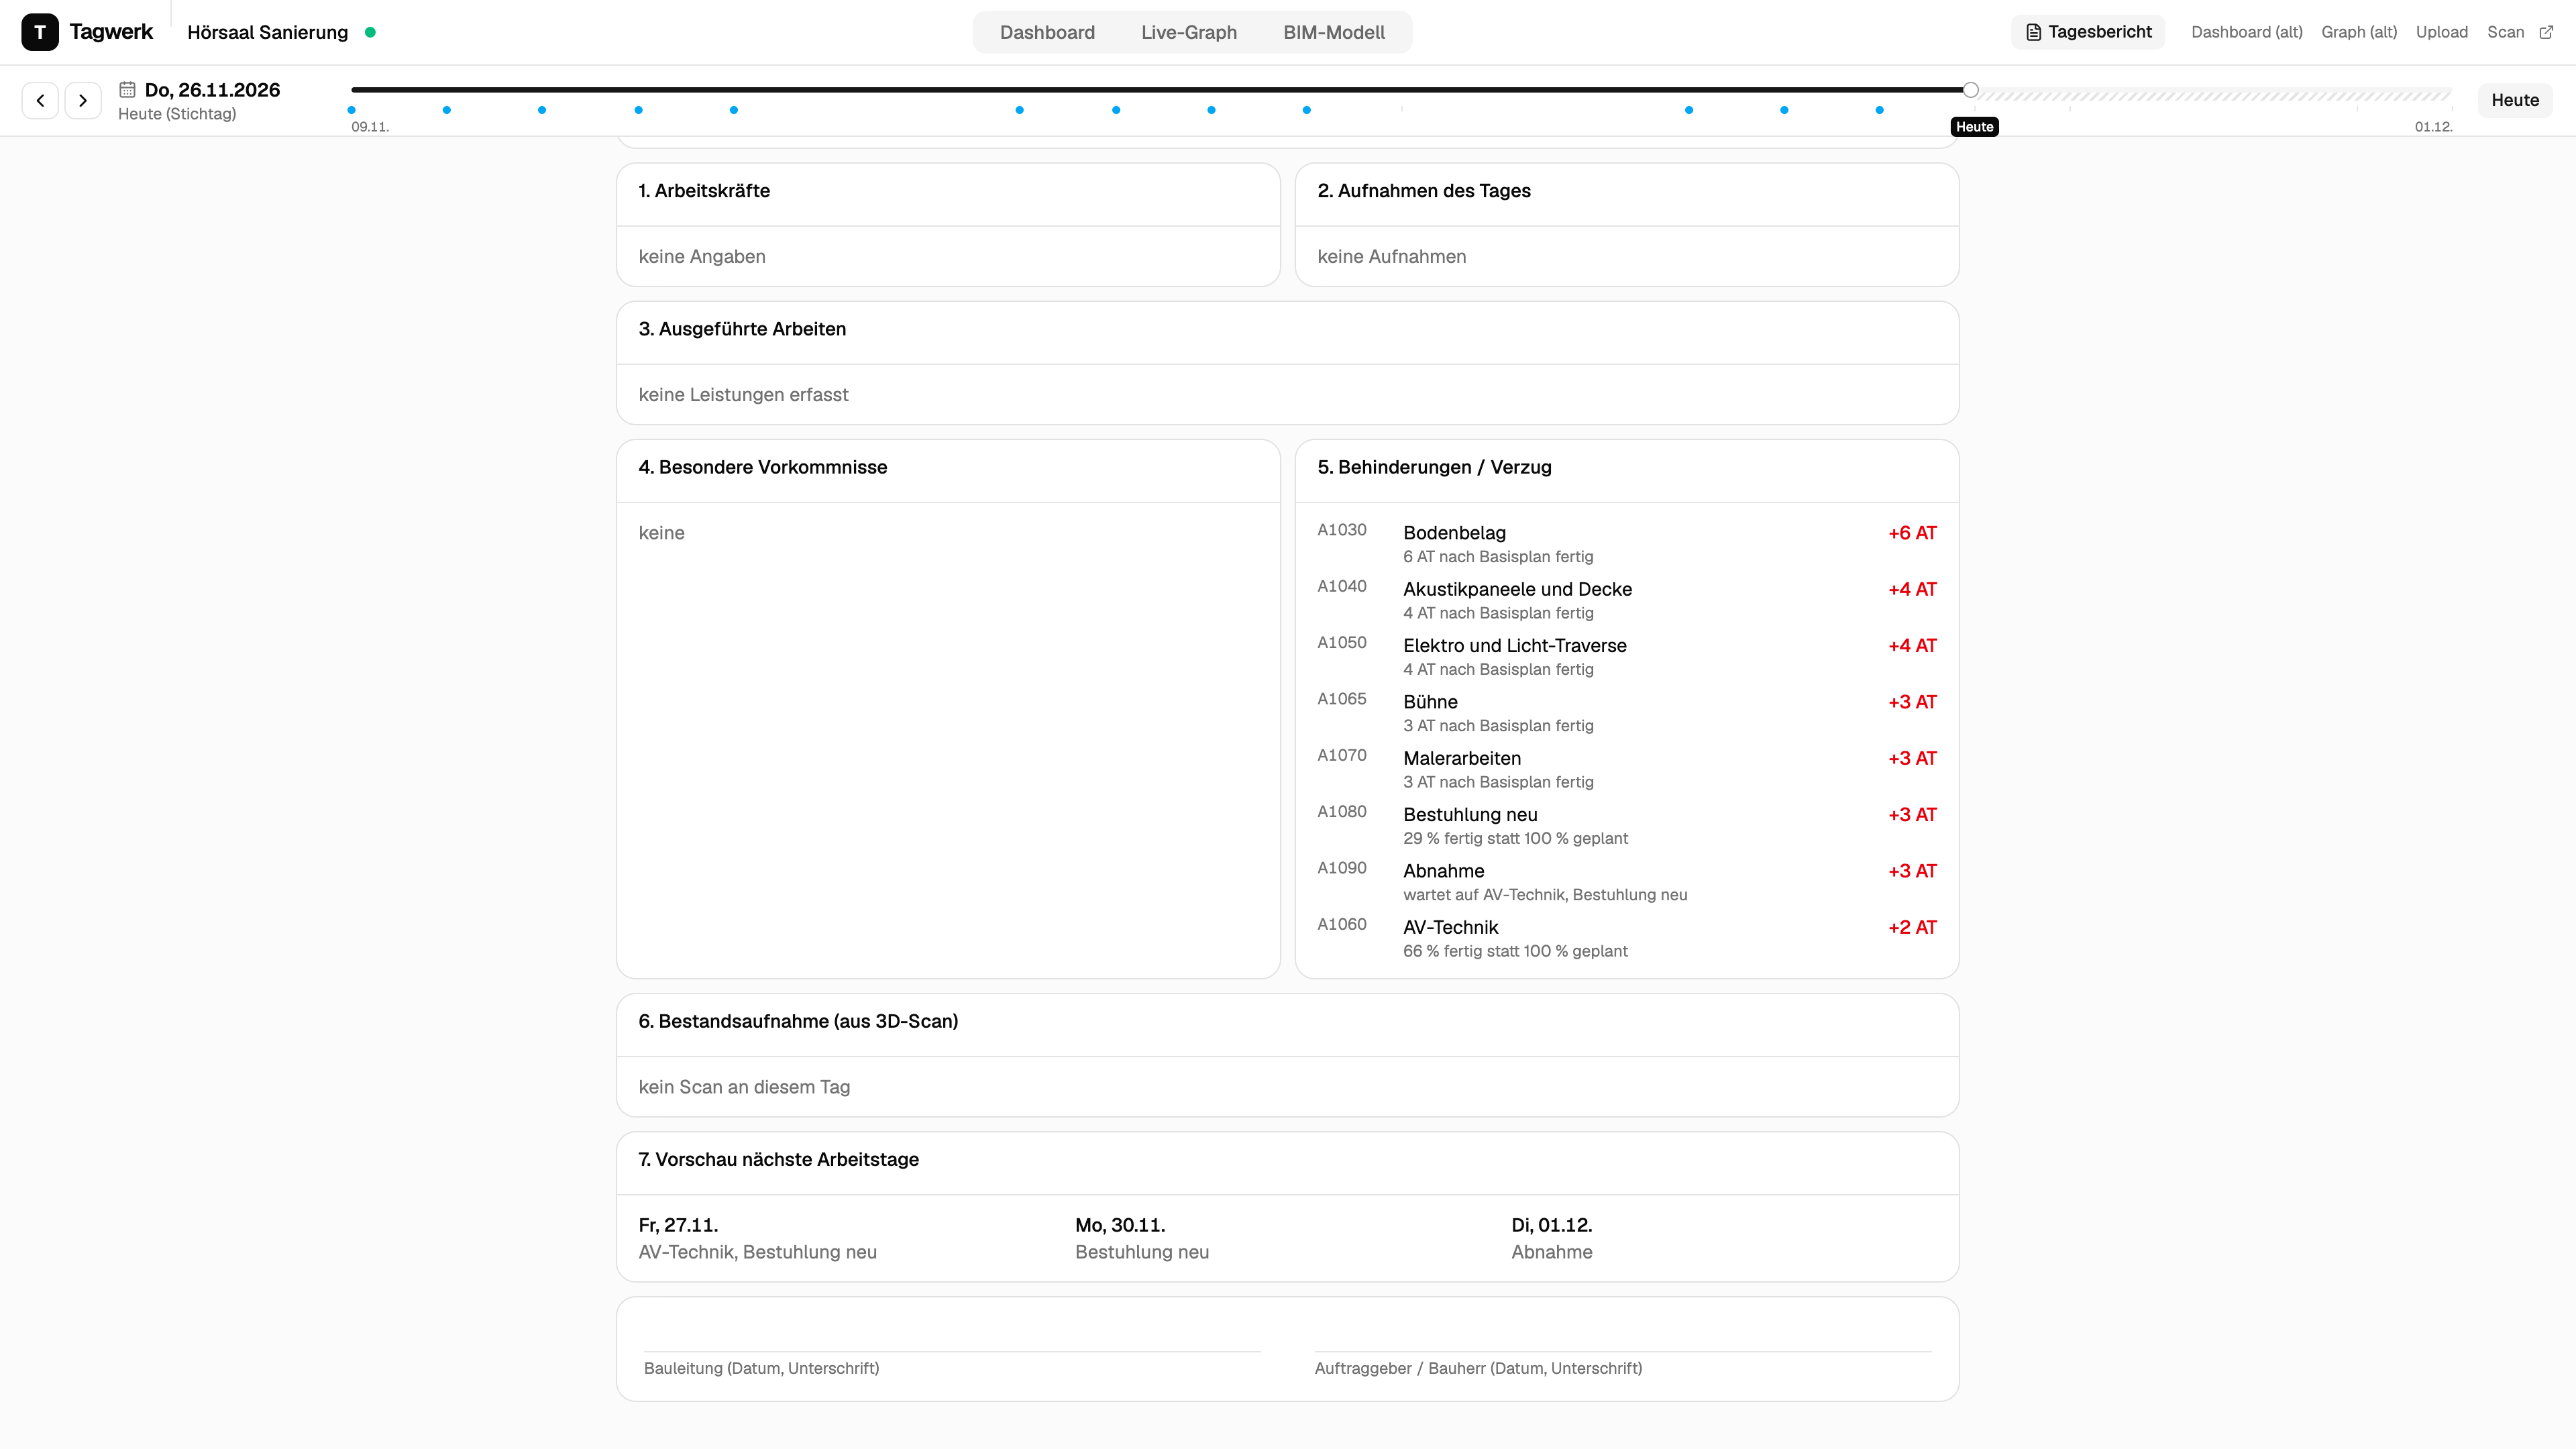 T Tagwerk
Hörsaal Sanierung
Dashboard
Live-Graph
BIM-Modell
Tagesbericht
Dashboard (alt)
Graph (alt)
Upload
Scan
Do, 26.11.2026
Heute (Stichtag)
09.11.
Heute
01.12.
Heute
1. Arbeitskräfte
keine Angaben
2. Aufnahmen des Tages
keine Aufnahmen
3. Ausgeführte Arbeiten
keine Leistungen erfasst
4. Besondere Vorkommnisse
keine
5. Behinderungen / Verzug
A1030 Bodenbelag +6 AT
6 AT nach Basisplan fertig
A1040 Akustikpaneele und Decke +4 AT
4 AT nach Basisplan fertig
A1050 Elektro und Licht-Traverse +4 AT
4 AT nach Basisplan fertig
A1065 Bühne +3 AT
3 AT nach Basisplan fertig
A1070 Malerarbeiten +3 AT
3 AT nach Basisplan fertig
A1080 Bestuhlung neu +3 AT
29 % fertig statt 100 % geplant
A1090 Abnahme +3 AT
wartet auf AV-Technik, Bestuhlung neu
A1060 AV-Technik +2 AT
66 % fertig statt 100 % geplant
6. Bestandsaufnahme (aus 3D-Scan)
kein Scan an diesem Tag
7. Vorschau nächste Arbeitstage
Fr, 27.11.
AV-Technik, Bestuhlung neu
Mo, 30.11.
Bestuhlung neu
Di, 01.12.
Abnahme
Bauleitung (Datum, Unterschrift)
Auftraggeber / Bauherr (Datum, Unterschrift)